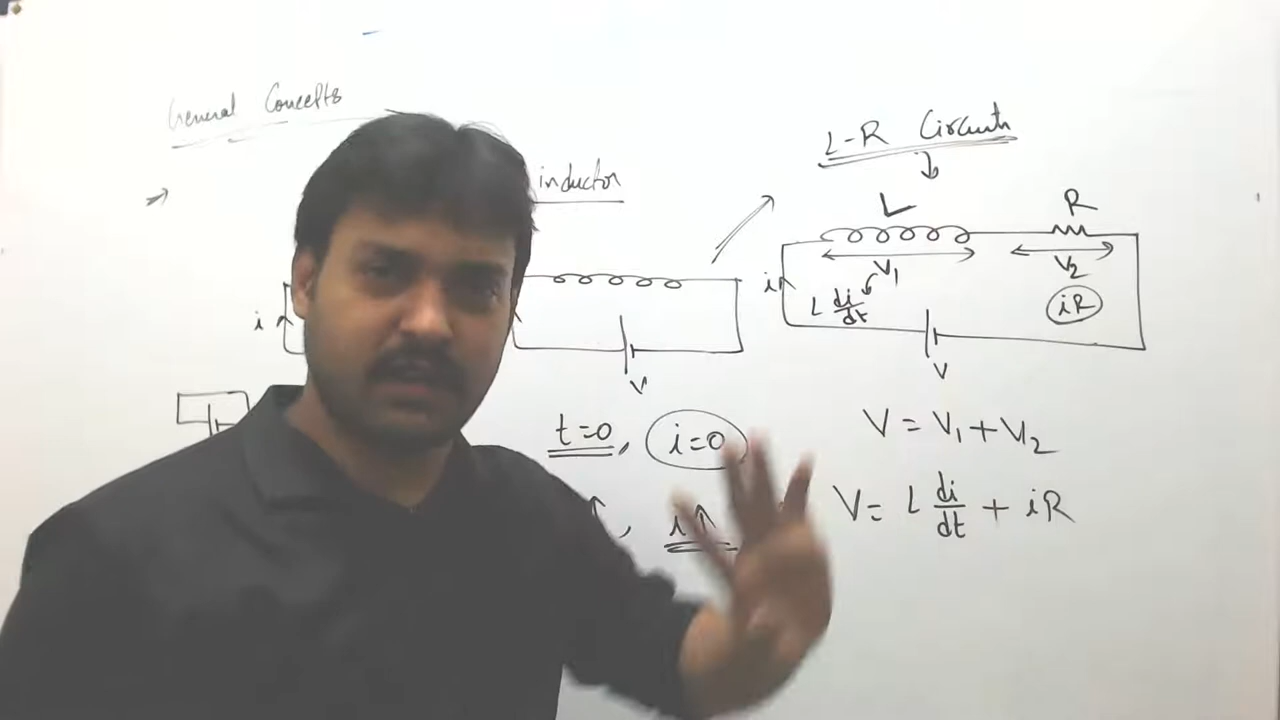 General Concepts
inductor
i
V
t=0, i=0
↑, i↑
L-R Circuits
L
R
i
V₁
V₂
L di/dt
iR
V
V = V₁ + V₂
V = L di/dt + iR